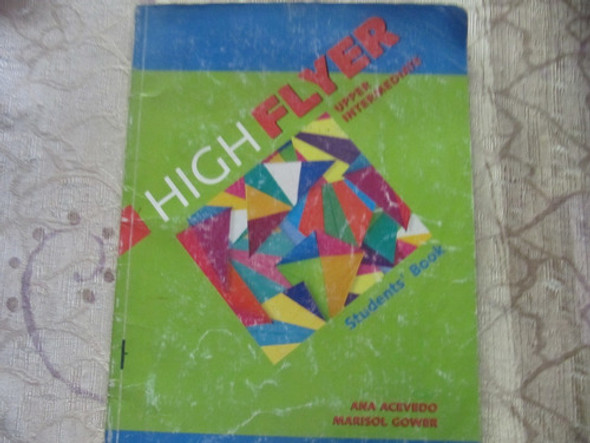 HIGH FLYER
UPPER
INTERMEDIATE
Students' Book
ANA ACEVEDO
MARISOL GOWER